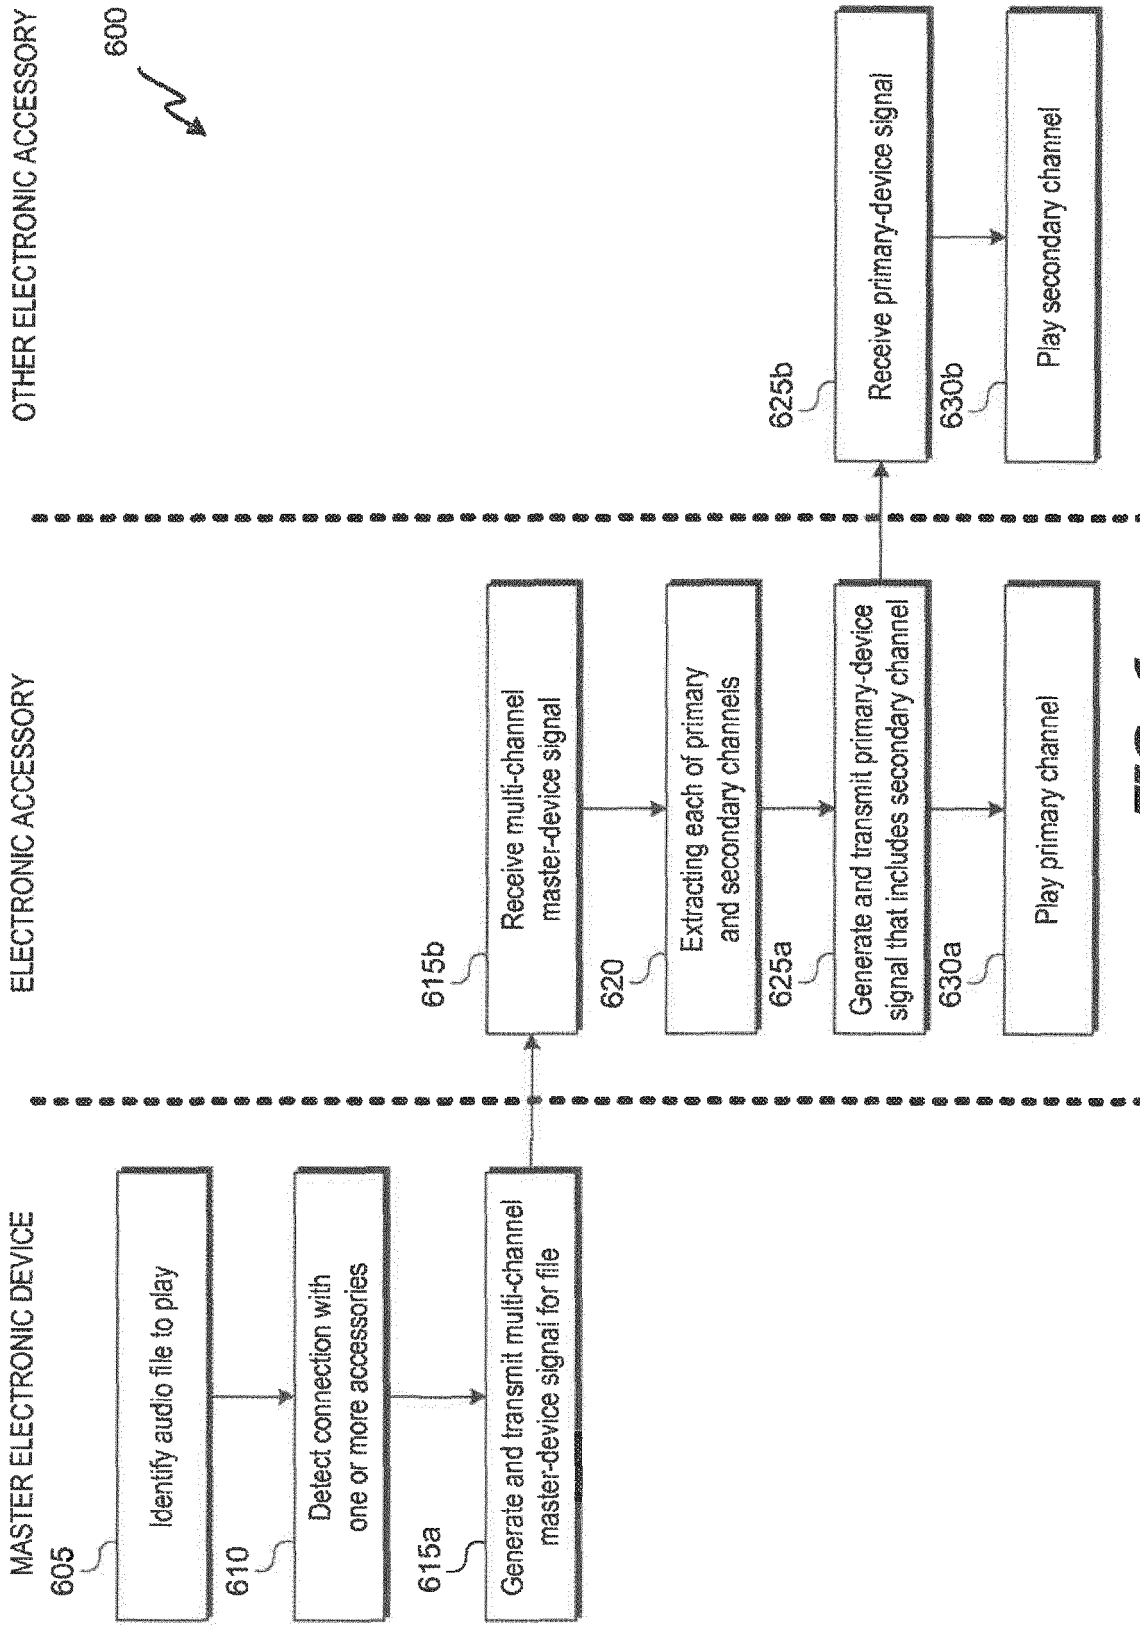 MASTER ELECTRONIC DEVICE
ELECTRONIC ACCESSORY
OTHER ELECTRONIC ACCESSORY
600
605
Identify audio file to play
610
Detect connection with
one or more accessories
615a
Generate and transmit multi-channel
master-device signal for file
615b
Receive multi-channel
master-device signal
620
Extracting each of primary
and secondary channels
625a
Generate and transmit primary-device
signal that includes secondary channel
625b
Receive primary-device signal
630a
Play primary channel
630b
Play secondary channel